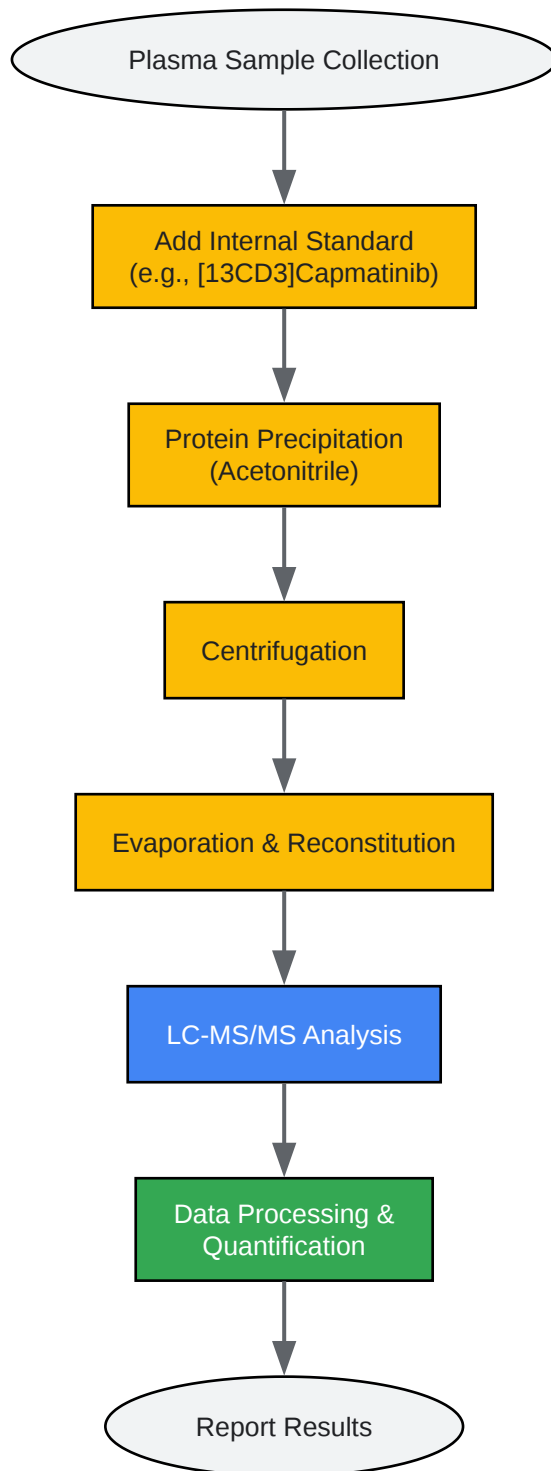 Plasma Sample Collection
Add Internal Standard
(e.g., [13CD3]Capmatinib)
Protein Precipitation
(Acetonitrile)
Centrifugation
Evaporation & Reconstitution
LC-MS/MS Analysis
Data Processing &
Quantification
Report Results